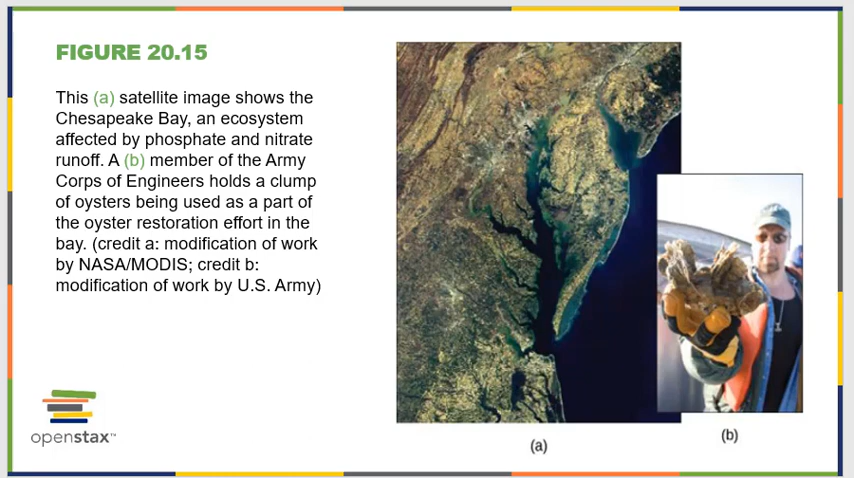 FIGURE 20.15
This (a) satellite image shows the
Chesapeake Bay, an ecosystem
affected by phosphate and nitrate
runoff. A (b) member of the Army
Corps of Engineers holds a clump
of oysters being used as a part of
the oyster restoration effort in the
bay. (credit a: modification of work
by NASA/MODIS; credit b:
modification of work by U.S. Army)
openstax™
(a)
(b)